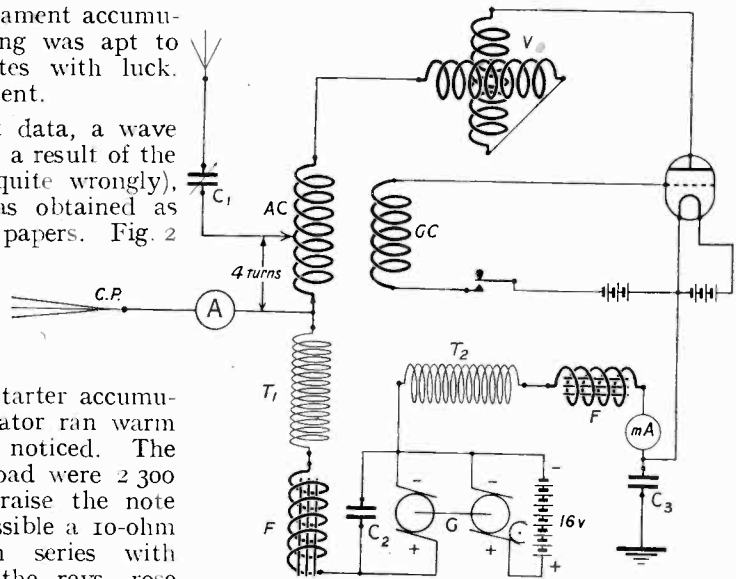 ament accumu-
ng was apt to
tes with luck.
ent.
data, a wave
a result of the
quite wrongly),
as obtained as
papers. Fig. 2
tarter accumu-
ator ran warm
noticed. The
oad were 2 300
raise the note
ssible a 10-ohm
series with
the rays rose
V
C1
AC
GC
4 turns
C.P.
A
T1
T2
F
mA
F
C2
-
+
G
-
+
-
16v
+
C3